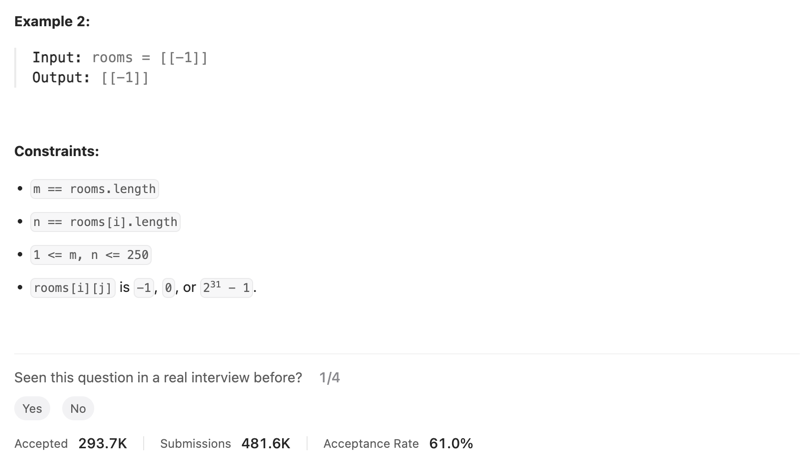 Example 2:
Input: rooms = [[-1]]
Output: [[-1]]
Constraints:
• m == rooms.length
• n == rooms[i].length
• 1 <= m, n <= 250
• rooms[i][j] is -1, 0, or 2³¹ - 1.
Seen this question in a real interview before? 1/4
Yes No
Accepted 293.7K Submissions 481.6K Acceptance Rate 61.0%